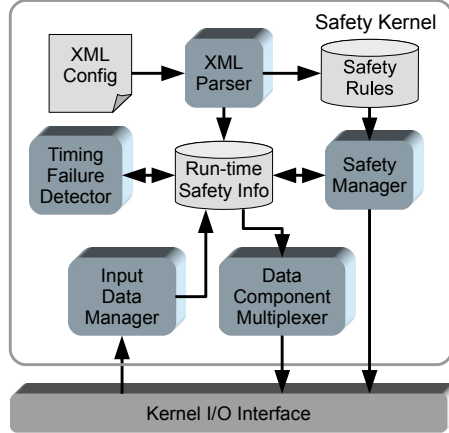 Safety Kernel
XML
Config
XML
Parser
Safety
Rules
Timing
Failure
Detector
Run-time
Safety Info
Safety
Manager
Input
Data
Manager
Data
Component
Multiplexer
Kernel I/O Interface